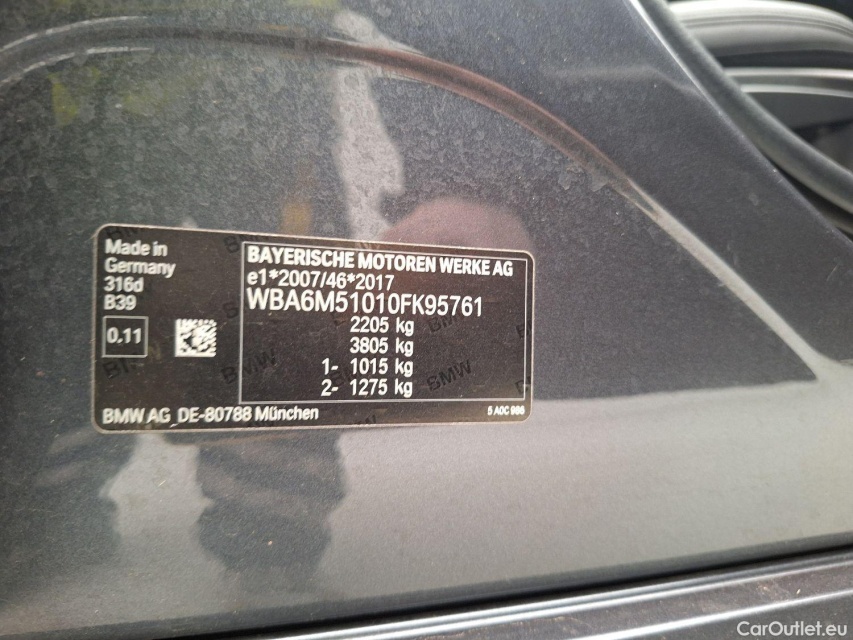 Made in
Germany
316d
B39
0.11
BAYERISCHE MOTOREN WERKE AG
e1*2007/46*2017
WBA6M51010FK95761
2205 kg
3805 kg
1- 1015 kg
2- 1275 kg
BMW AG DE-80788 München
5 A0C 986
CarOutlet.eu